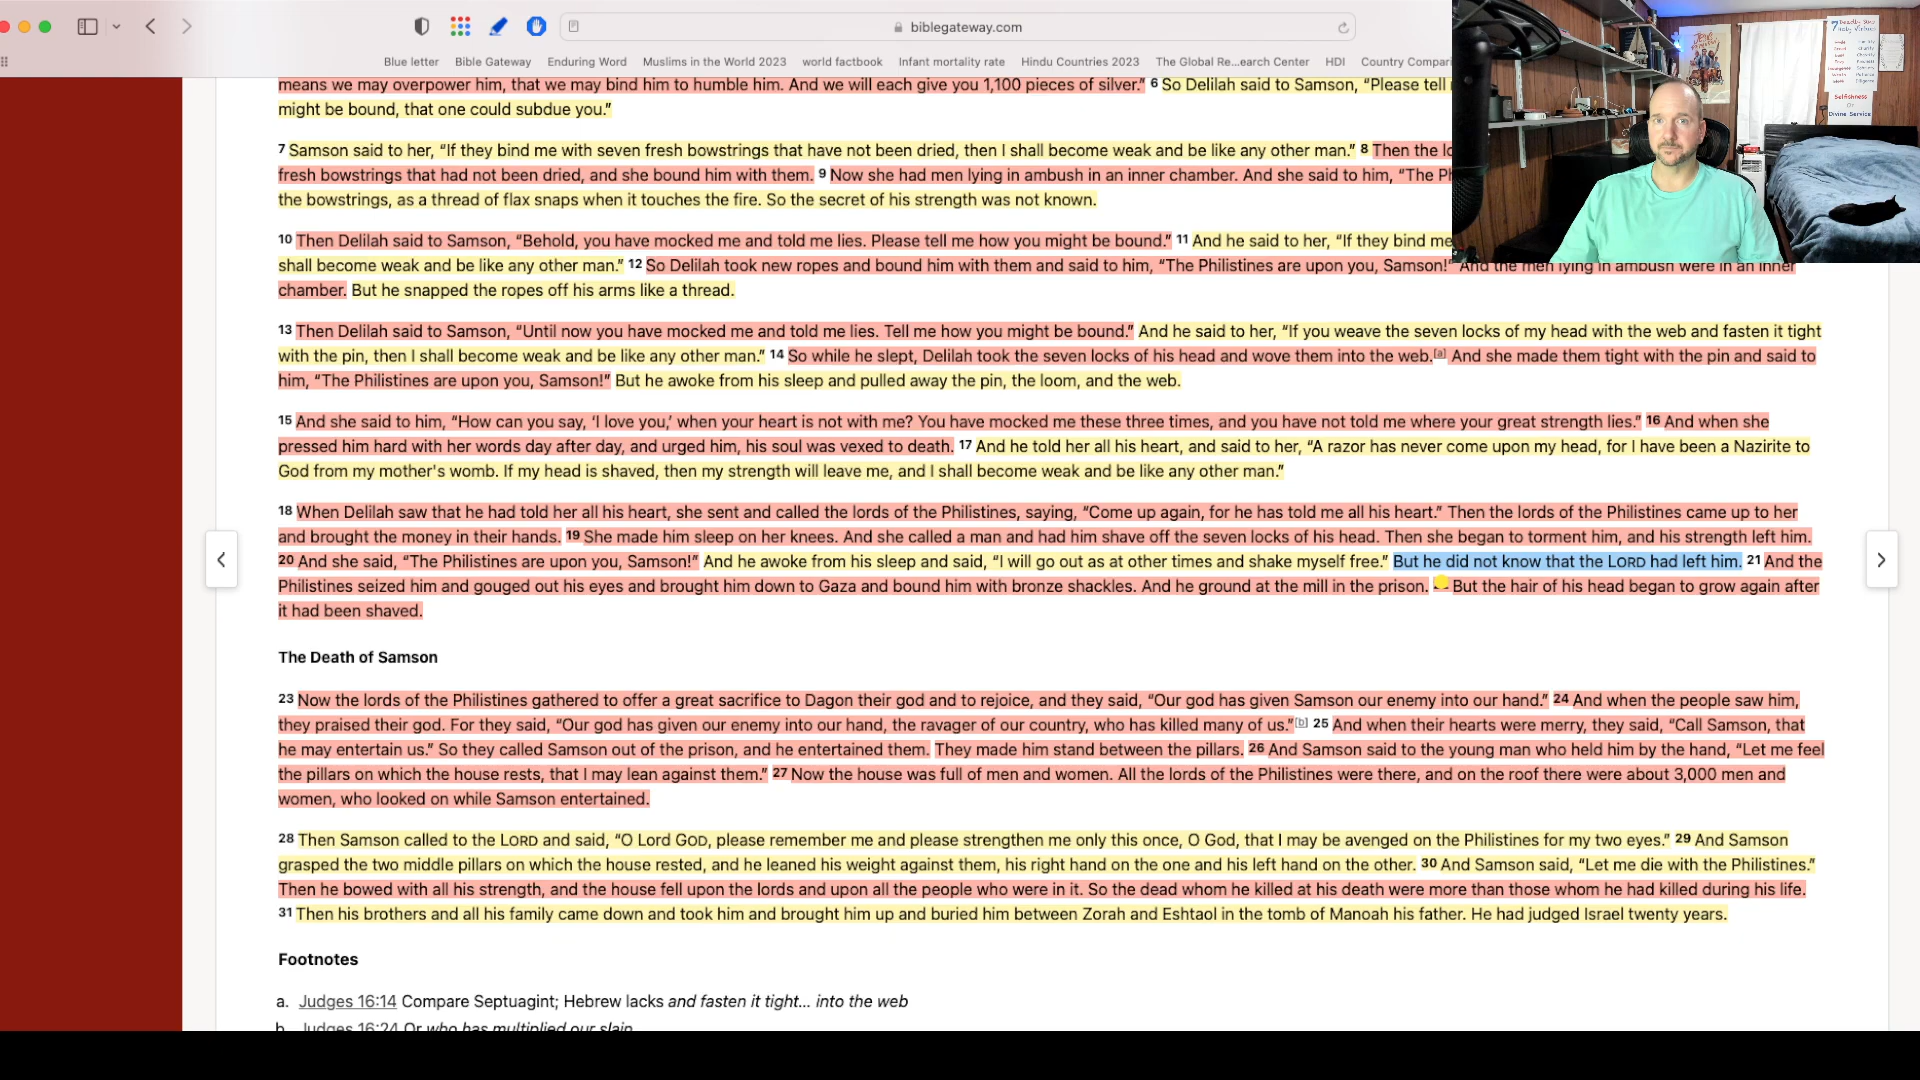 biblegateway.com
Blue letter Bible Gateway Enduring Word Muslims in the World 2023 world factbook Infant mortality rate Hindu Countries 2023 The Global Re...earch Center HDI Country Compari
means we may overpower him, that we may bind him to humble him. And we will each give you 1,100 pieces of silver.” 6 So Delilah said to Samson, “Please tell
might be bound, that one could subdue you.”
7 Samson said to her, “If they bind me with seven fresh bowstrings that have not been dried, then I shall become weak and be like any other man.” 8 Then the lo
fresh bowstrings that had not been dried, and she bound him with them. 9 Now she had men lying in ambush in an inner chamber. And she said to him, “The Ph
the bowstrings, as a thread of flax snaps when it touches the fire. So the secret of his strength was not known.
10 Then Delilah said to Samson, “Behold, you have mocked me and told me lies. Please tell me how you might be bound.” 11 And he said to her, “If they bind me
shall become weak and be like any other man.” 12 So Delilah took new ropes and bound him with them and said to him, “The Philistines are upon you, Samson!” And the men lying in ambush were in an inner
chamber. But he snapped the ropes off his arms like a thread.
13 Then Delilah said to Samson, “Until now you have mocked me and told me lies. Tell me how you might be bound.” And he said to her, “If you weave the seven locks of my head with the web and fasten it tight
with the pin, then I shall become weak and be like any other man.” 14 So while he slept, Delilah took the seven locks of his head and wove them into the web.[a] And she made them tight with the pin and said to
him, “The Philistines are upon you, Samson!” But he awoke from his sleep and pulled away the pin, the loom, and the web.
15 And she said to him, “How can you say, ‘I love you,’ when your heart is not with me? You have mocked me these three times, and you have not told me where your great strength lies.” 16 And when she
pressed him hard with her words day after day, and urged him, his soul was vexed to death. 17 And he told her all his heart, and said to her, “A razor has never come upon my head, for I have been a Nazirite to
God from my mother's womb. If my head is shaved, then my strength will leave me, and I shall become weak and be like any other man.”
18 When Delilah saw that he had told her all his heart, she sent and called the lords of the Philistines, saying, “Come up again, for he has told me all his heart.” Then the lords of the Philistines came up to her
and brought the money in their hands. 19 She made him sleep on her knees. And she called a man and had him shave off the seven locks of his head. Then she began to torment him, and his strength left him.
20 And she said, “The Philistines are upon you, Samson!” And he awoke from his sleep and said, “I will go out as at other times and shake myself free.” But he did not know that the LORD had left him. 21 And the
Philistines seized him and gouged out his eyes and brought him down to Gaza and bound him with bronze shackles. And he ground at the mill in the prison. But the hair of his head began to grow again after
it had been shaved.
The Death of Samson
23 Now the lords of the Philistines gathered to offer a great sacrifice to Dagon their god and to rejoice, and they said, “Our god has given Samson our enemy into our hand.” 24 And when the people saw him,
they praised their god. For they said, “Our god has given our enemy into our hand, the ravager of our country, who has killed many of us.”[b] 25 And when their hearts were merry, they said, “Call Samson, that
he may entertain us.” So they called Samson out of the prison, and he entertained them. They made him stand between the pillars. 26 And Samson said to the young man who held him by the hand, “Let me feel
the pillars on which the house rests, that I may lean against them.” 27 Now the house was full of men and women. All the lords of the Philistines were there, and on the roof there were about 3,000 men and
women, who looked on while Samson entertained.
28 Then Samson called to the LORD and said, “O Lord GOD, please remember me and please strengthen me only this once, O God, that I may be avenged on the Philistines for my two eyes.” 29 And Samson
grasped the two middle pillars on which the house rested, and he leaned his weight against them, his right hand on the one and his left hand on the other. 30 And Samson said, “Let me die with the Philistines.”
Then he bowed with all his strength, and the house fell upon the lords and upon all the people who were in it. So the dead whom he killed at his death were more than those whom he had killed during his life.
31 Then his brothers and all his family came down and took him and brought him up and buried him between Zorah and Eshtaol in the tomb of Manoah his father. He had judged Israel twenty years.
Footnotes
a. Judges 16:14 Compare Septuagint; Hebrew lacks and fasten it tight... into the web
b. Judges 16:24 Or who has multiplied our slain
7 Deadly Sins
Holy Virtues
Selfishness
Or
Divine Service